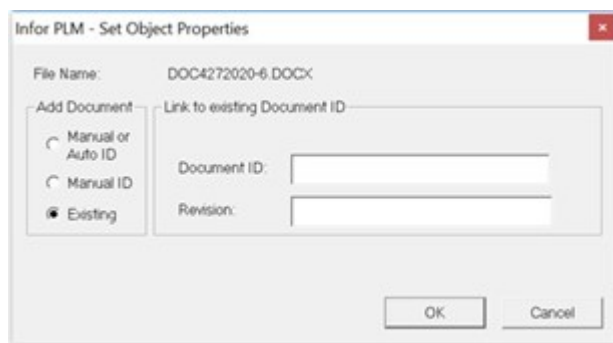 Infor PLM - Set Object Properties
File Name: DOC4272020-6.DOCX
Add Document
Manual or
Auto ID
Manual ID
Existing
Link to existing Document ID
Document ID:
Revision:
OK Cancel